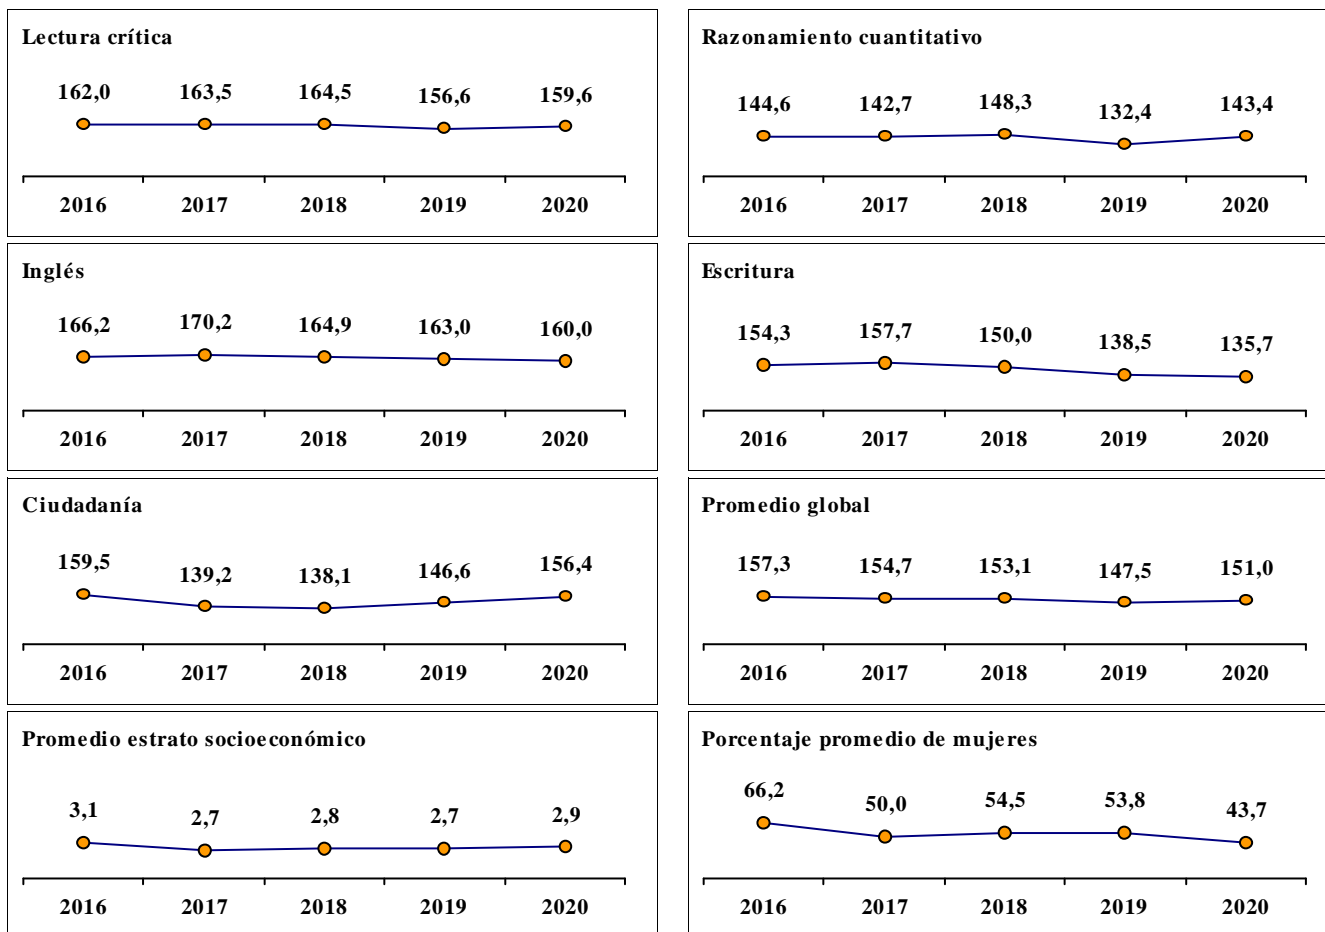 Lectura crítica
162,0 163,5 164,5 156,6 159,6
2016 2017 2018 2019 2020
Razonamiento cuantitativo
144,6 142,7 148,3 132,4 143,4
2016 2017 2018 2019 2020
Inglés
166,2 170,2 164,9 163,0 160,0
2016 2017 2018 2019 2020
Escritura
154,3 157,7 150,0 138,5 135,7
2016 2017 2018 2019 2020
Ciudadanía
159,5 139,2 138,1 146,6 156,4
2016 2017 2018 2019 2020
Promedio global
157,3 154,7 153,1 147,5 151,0
2016 2017 2018 2019 2020
Promedio estrato socioeconómico
3,1 2,7 2,8 2,7 2,9
2016 2017 2018 2019 2020
Porcentaje promedio de mujeres
66,2 50,0 54,5 53,8 43,7
2016 2017 2018 2019 2020